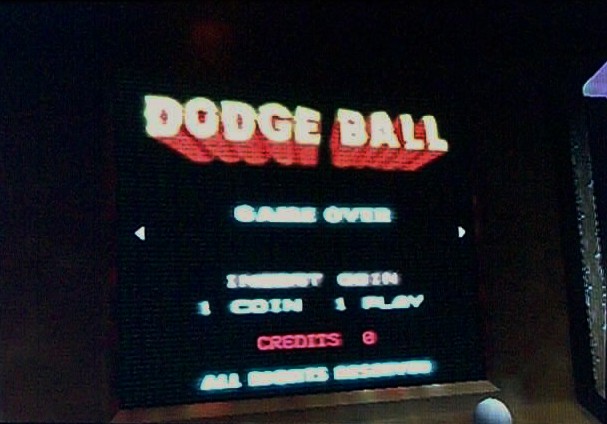 DODGE BALL
GAME OVER
INSERT COIN
1 COIN 1 PLAY
CREDITS 0
ALL RIGHTS RESERVED